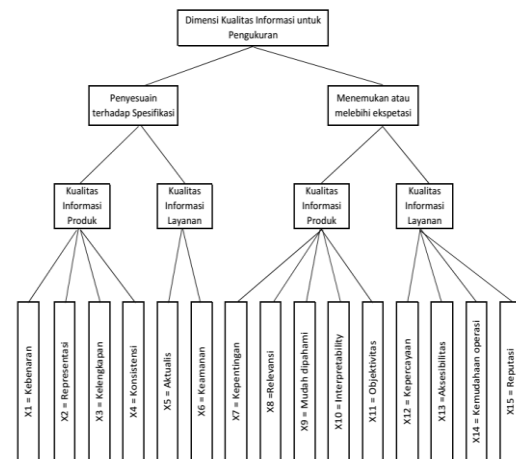 Dimensi Kualitas Informasi untuk
Pengukuran
Penyesuain
terhadap Spesifikasi
Menemukan atau
melebihi ekspetasi
Kualitas
Informasi
Produk
Kualitas
Informasi
Layanan
Kualitas
Informasi
Produk
Kualitas
Informasi
Layanan
X1 = Kebenaran
X2 = Representasi
X3 = Kelengkapan
X4 = Konsistensi
X5 = Aktualis
X6 = Keamanan
X7 = Kepentingan
X8 =Relevansi
X9 = Mudah dipahami
X10 = Interpretability
X11 = Objektivitas
X12 = Kepercayaan
X13 =Aksesibilitas
X14 = Kemudahaan operasi
X15 = Reputasi